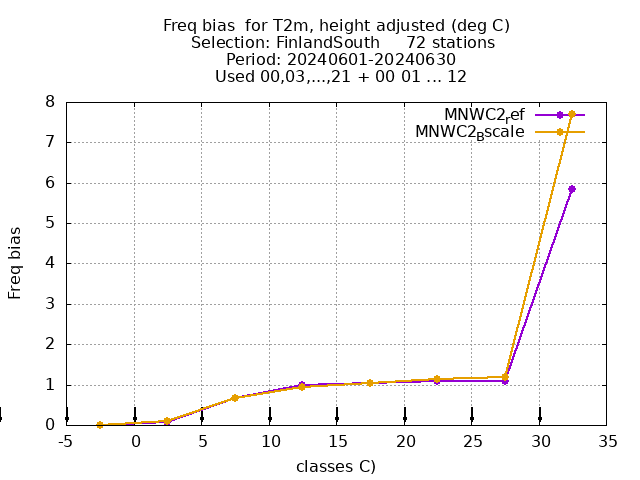 Freq bias  for T2m, height adjusted (deg C)
Selection: FinlandSouth     72 stations
Period: 20240601-20240630
Used 00,03,...,21 + 00 01 ... 12
MNWC2ref
MNWC2Bscale
8
7
6
5
4
3
2
1
0
Freq bias
-5 0 5 10 15 20 25 30 35
classes C)